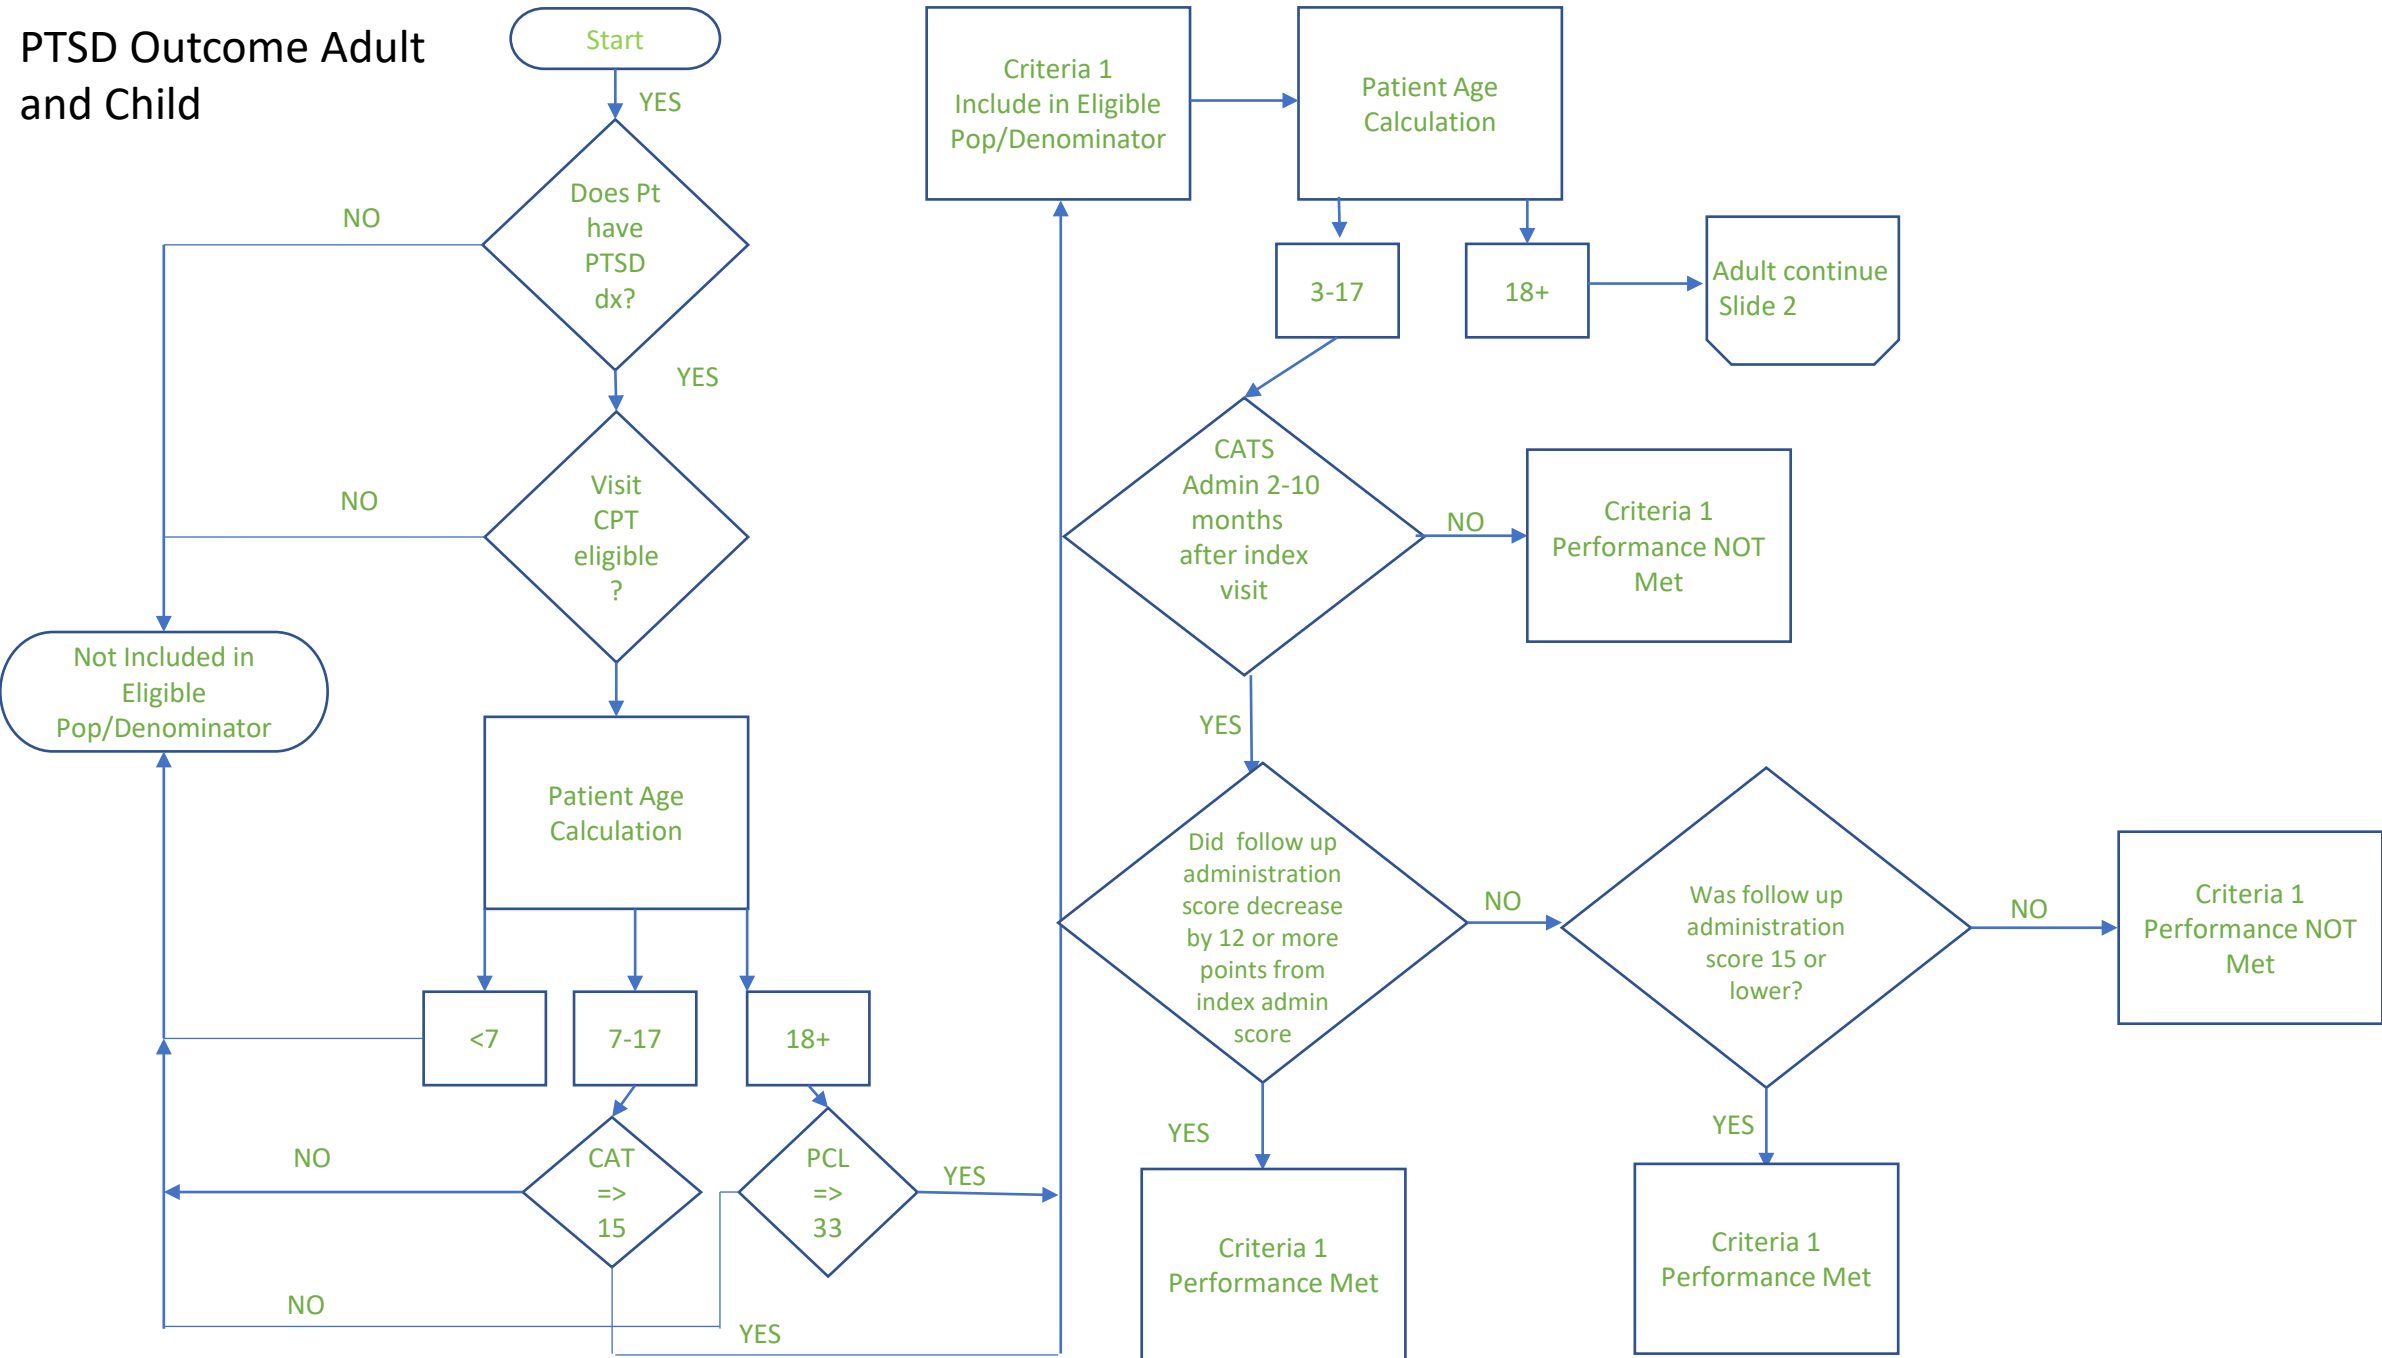 PTSD Outcome Adult
and Child
Start
YES
Does Pt
have
PTSD
dx?
NO
YES
Visit
CPT
eligible
?
NO
Not Included in
Eligible
Pop/Denominator
Patient Age
Calculation
<7
7-17
18+
CAT
=>
15
NO
PCL
=>
33
YES
NO
YES
Criteria 1
Include in Eligible
Pop/Denominator
Patient Age
Calculation
3-17
18+
Adult continue
Slide 2
CATS
Admin 2-10
months
after index
visit
NO
Criteria 1
Performance NOT
Met
YES
Did follow up
administration
score decrease
by 12 or more
points from
index admin
score
NO
Was follow up
administration
score 15 or
lower?
NO
Criteria 1
Performance NOT
Met
YES
Criteria 1
Performance Met
YES
Criteria 1
Performance Met